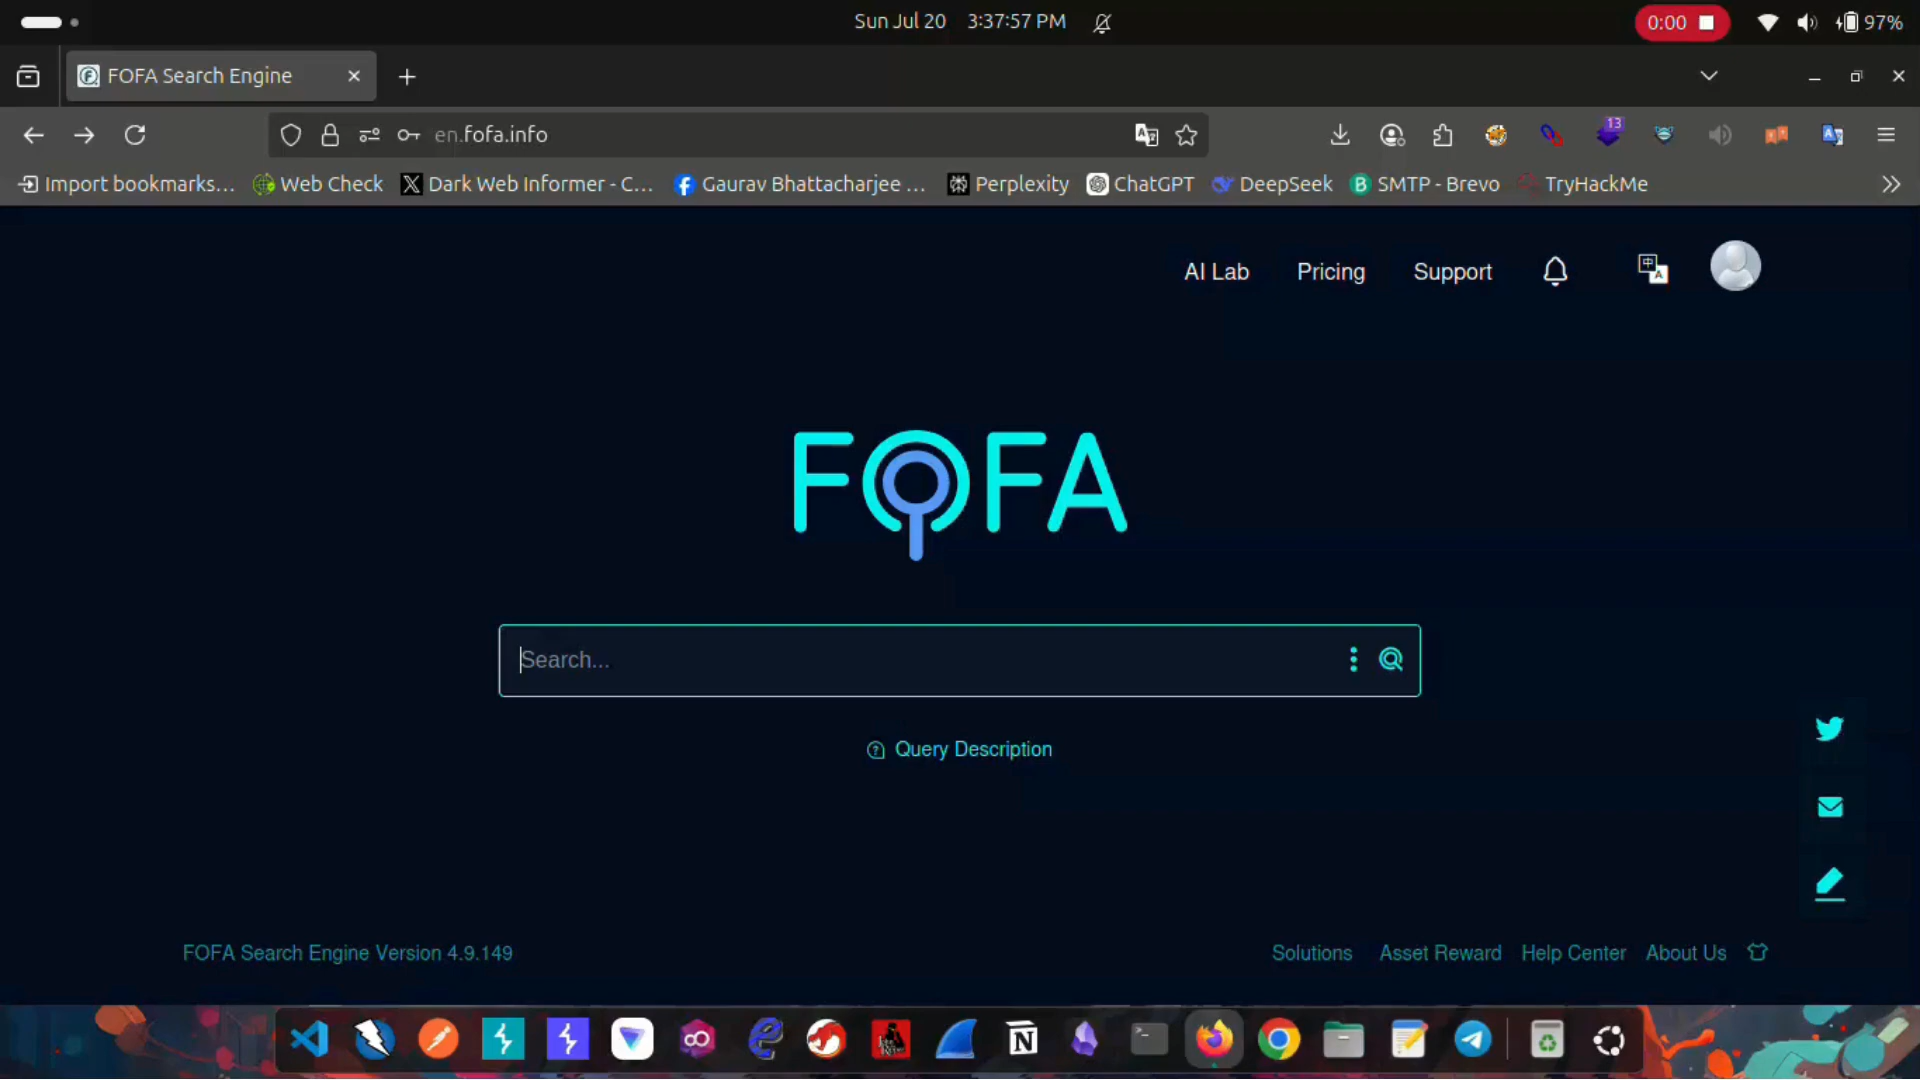 Sun Jul 20 3:37:57 PM
0:00
97%
FOFA Search Engine
en.fofa.info
13
Import bookmarks...
Web Check
Dark Web Informer - C...
Gaurav Bhattacharjee ...
Perplexity
ChatGPT
DeepSeek
SMTP - Brevo
TryHackMe
AI Lab
Pricing
Support
FOFA
Search...
Query Description
FOFA Search Engine Version 4.9.149
Solutions
Asset Reward
Help Center
About Us